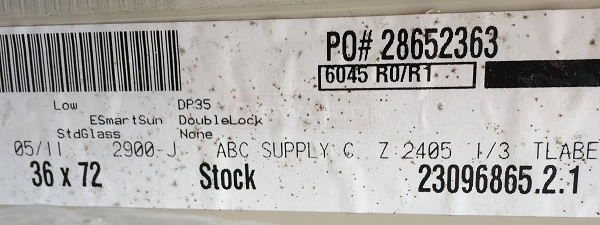 PO# 28652363
6045 R0/R1
Low DP35
ESmartSun DoubleLock
StdGlass None
05/11 2900-J ABC SUPPLY C Z 2405 1/3 TLABE
36 x 72 Stock 23096865.2.1